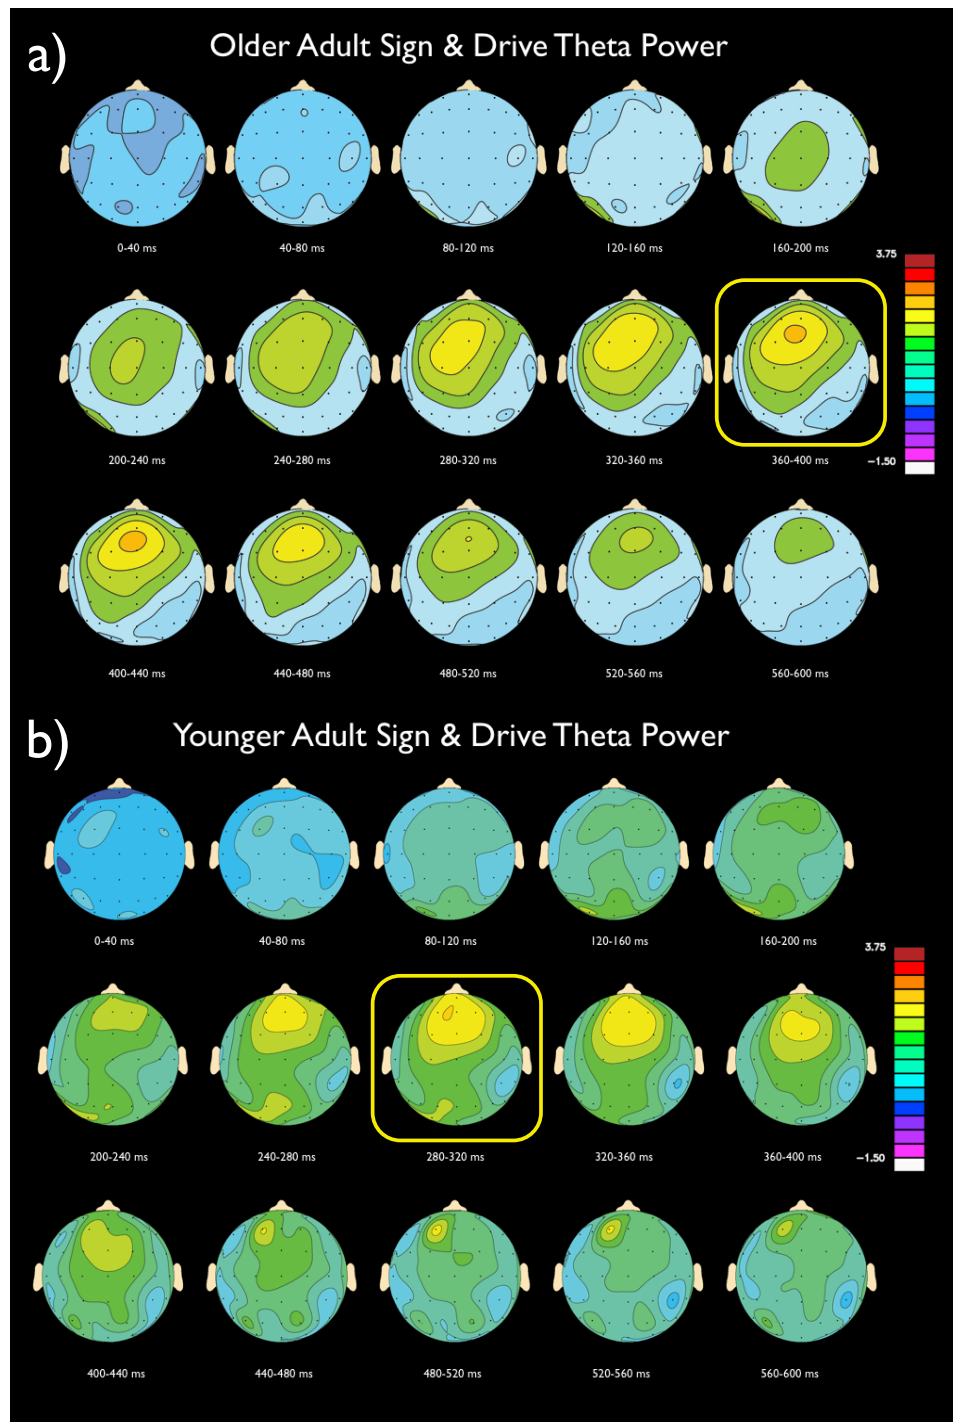 a)
Older Adult Sign & Drive Theta Power
0-40 ms
40-80 ms
80-120 ms
120-160 ms
160-200 ms
3.75
200-240 ms
240-280 ms
280-320 ms
320-360 ms
360-400 ms
−1.50
400-440 ms
440-480 ms
480-520 ms
520-560 ms
560-600 ms
b)
Younger Adult Sign & Drive Theta Power
0-40 ms
40-80 ms
80-120 ms
120-160 ms
160-200 ms
3.75
200-240 ms
240-280 ms
280-320 ms
320-360 ms
360-400 ms
−1.50
400-440 ms
440-480 ms
480-520 ms
520-560 ms
560-600 ms